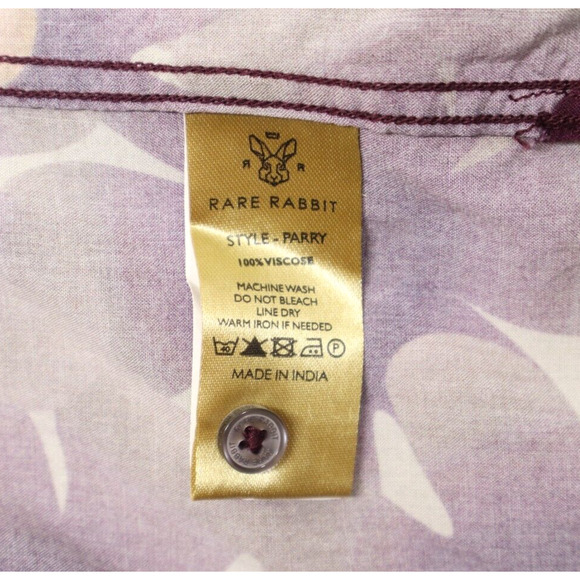 Я R
RARE RABBIT
STYLE - PARRY
100% VISCOSE
MACHINE WASH
DO NOT BLEACH
LINE DRY
WARM IRON IF NEEDED
40 P
MADE IN INDIA